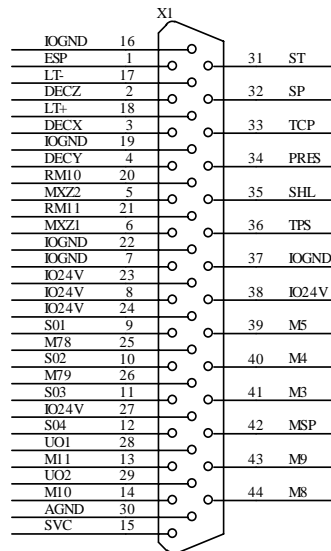 X1
IOGND 16
ESP 1 31 ST
LT- 17
DECZ 2 32 SP
LT+ 18
DECX 3 33 TCP
IOGND 19
DECY 4 34 PRES
RM10 20
MXZ2 5 35 SHL
RM11 21
MXZ1 6 36 TPS
IOGND 22
IOGND 7 37 IOGND
IO24V 23
IO24V 8 38 IO24V
IO24V 24
S01 9 39 M5
M78 25
S02 10 40 M4
M79 26
S03 11 41 M3
IO24V 27
S04 12 42 MSP
UO1 28
M11 13 43 M9
UO2 29
M10 14 44 M8
AGND 30
SVC 15